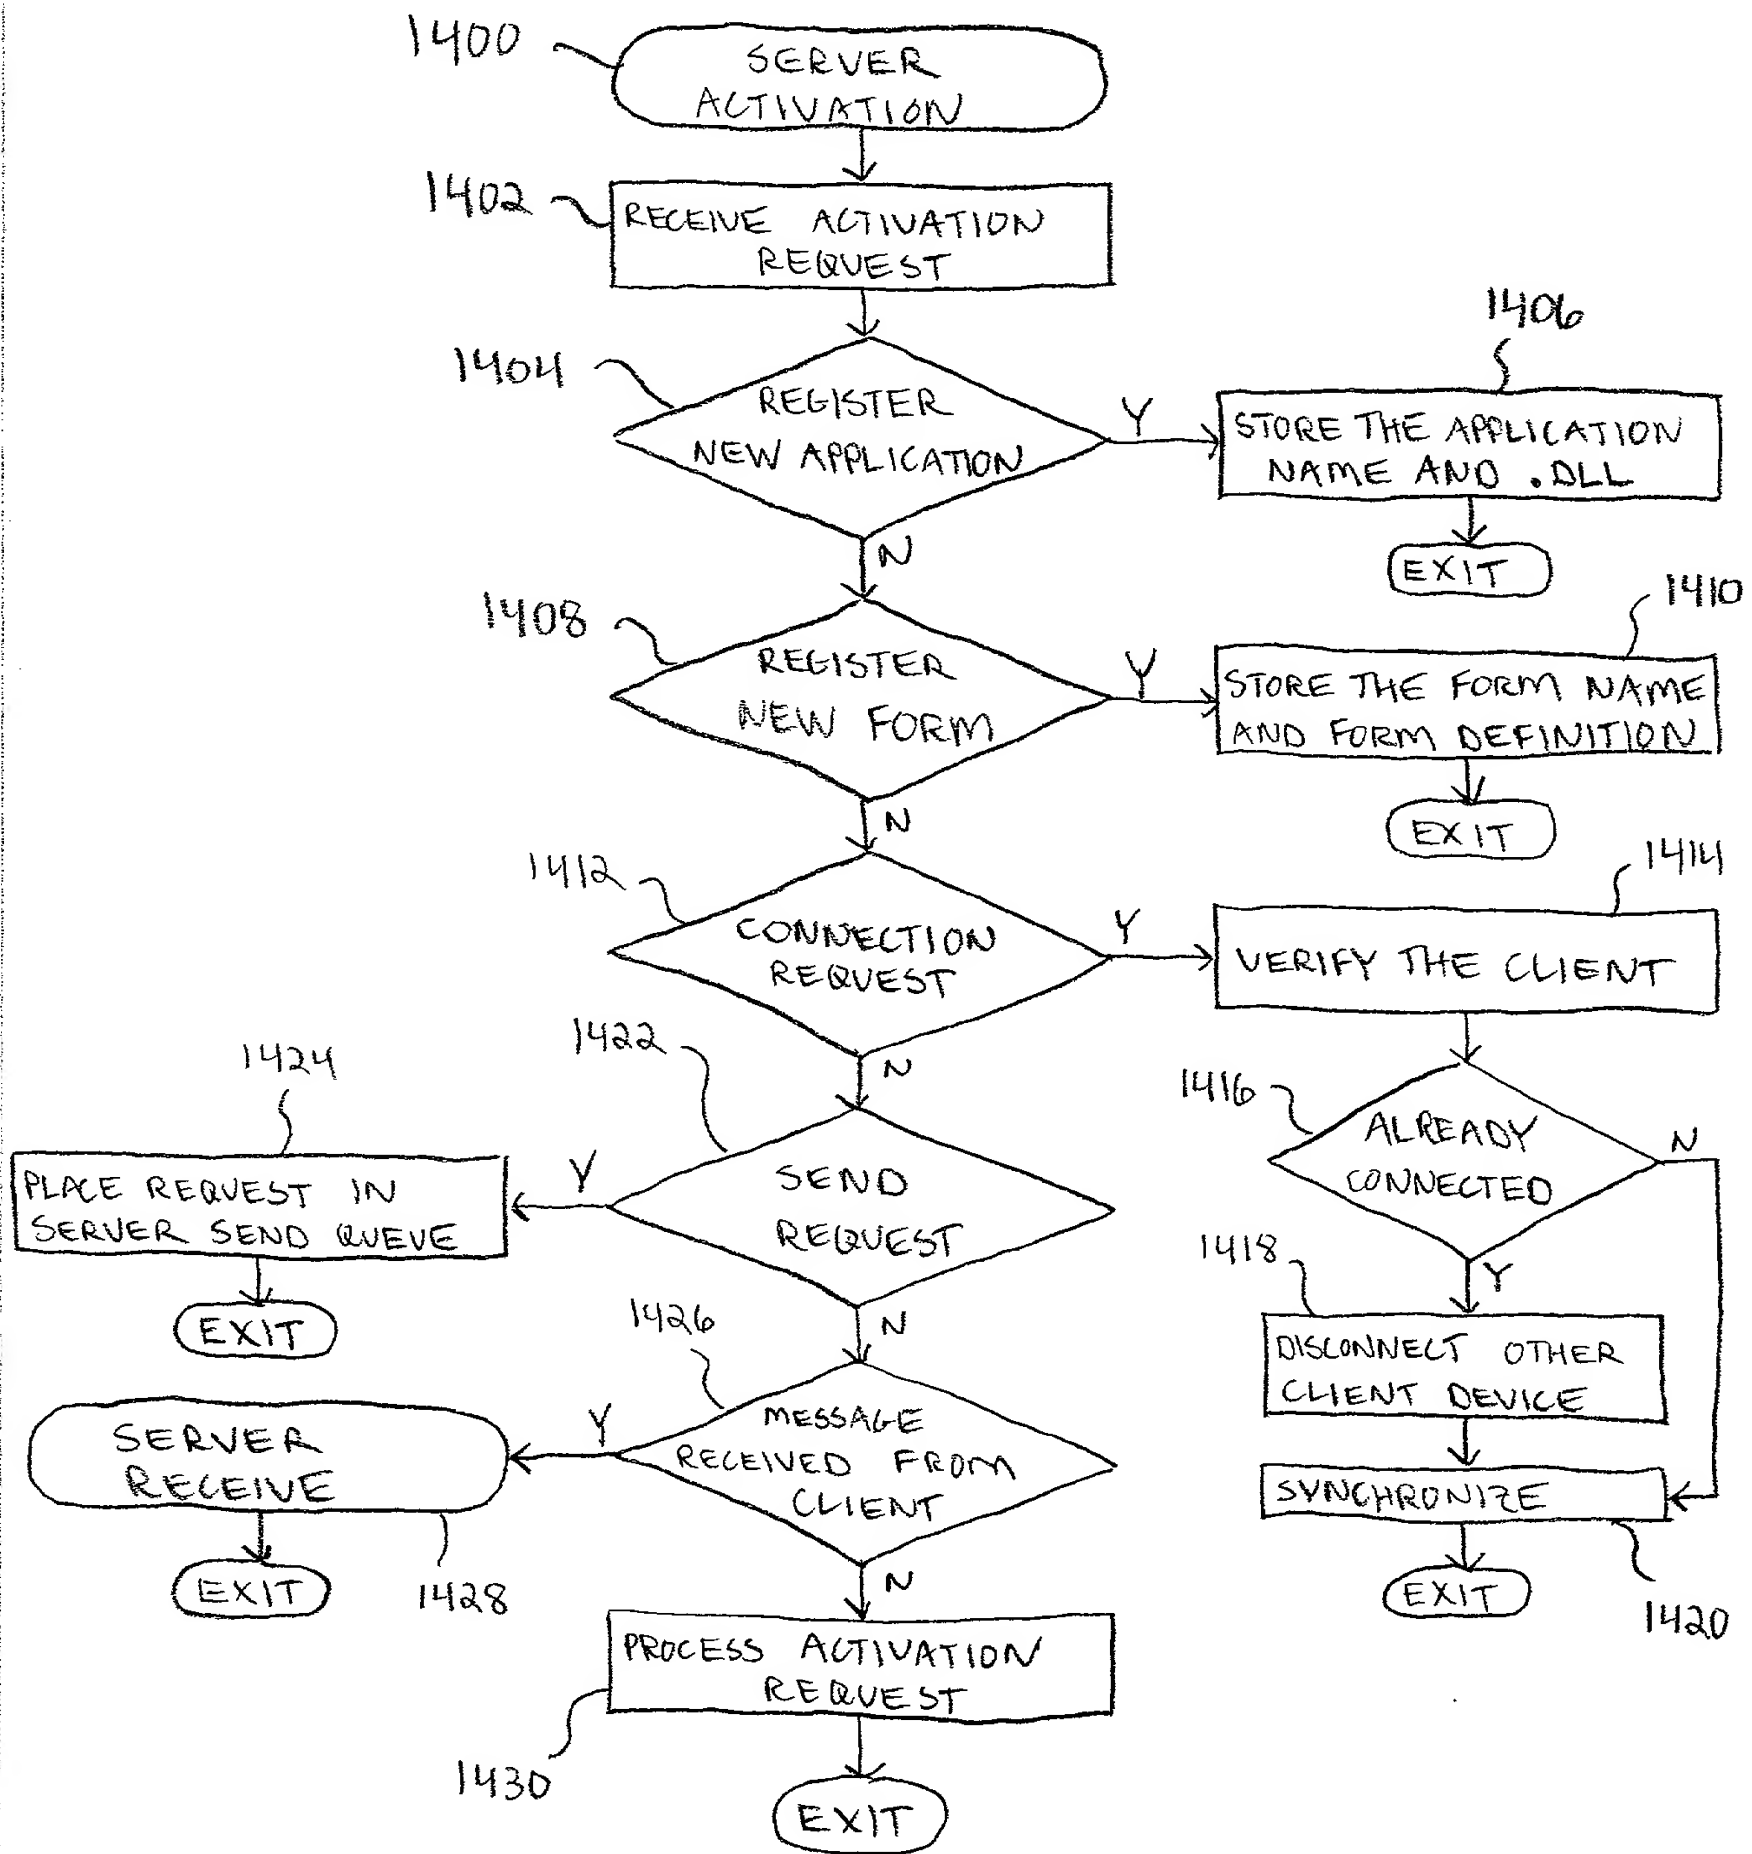 1400
SERVER
ACTIVATION
1402
RECEIVE ACTIVATION
REQUEST
1404
REGISTER
NEW APPLICATION
Y
N
1406
STORE THE APPLICATION
NAME AND .DLL
EXIT
1408
REGISTER
NEW FORM
Y
N
1410
STORE THE FORM NAME
AND FORM DEFINITION
EXIT
1412
CONNECTION
REQUEST
Y
N
1414
VERIFY THE CLIENT
1416
ALREADY
CONNECTED
N
Y
1418
DISCONNECT OTHER
CLIENT DEVICE
SYNCHRONIZE
1420
EXIT
1422
SEND
REQUEST
Y
N
1424
PLACE REQUEST IN
SERVER SEND QUEUE
EXIT
1426
MESSAGE
RECEIVED FROM
CLIENT
Y
N
SERVER
RECEIVE
1428
EXIT
PROCESS ACTIVATION
REQUEST
1430
EXIT